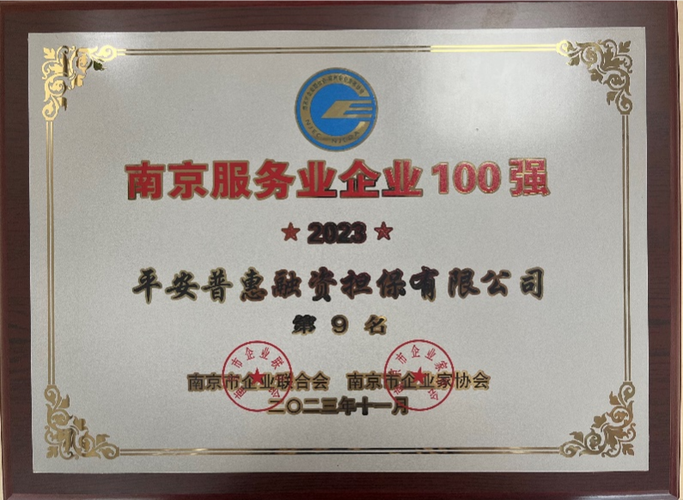 南京服务业企业100强
★ 2023 ★
平安普惠融资担保有限公司
第 9 名
南京市企业联合会 南京市企业家协会
二〇二三年十一月